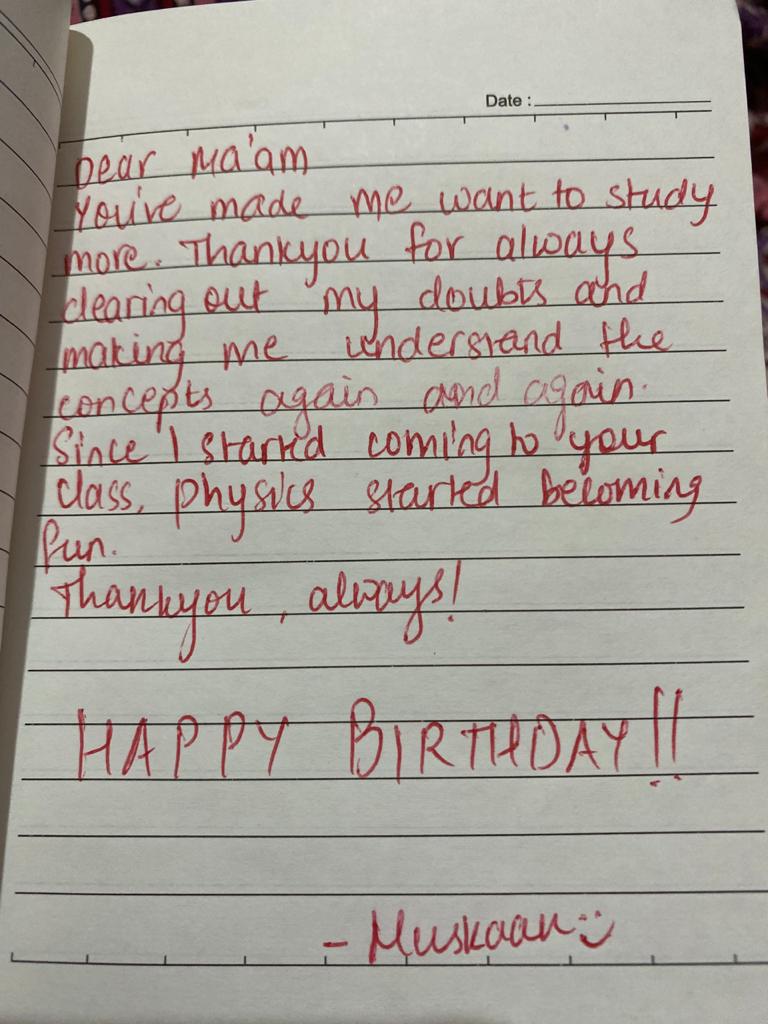 Date :
Dear Ma'am
You've made me want to study
more. Thankyou for always
clearing out my doubts and
making me understand the
concepts again and again.
Since I started coming to your
class, physics started becoming
fun.
Thankyou, always!
HAPPY BIRTHDAY!!
- Muskaan :)